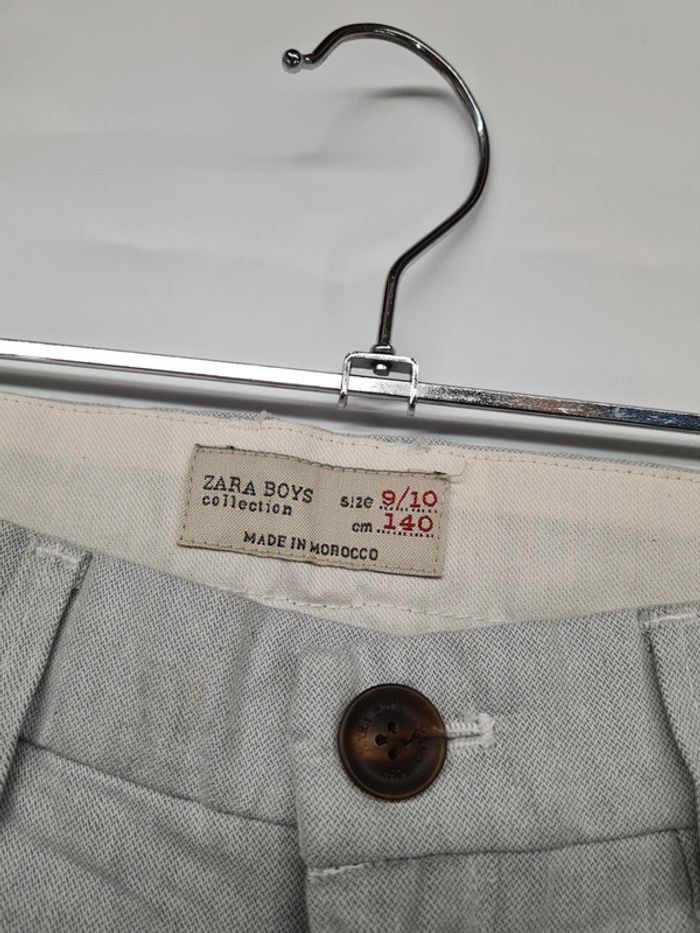 ZARA BOYS
collection
size 9/10
cm 140
MADE IN MOROCCO